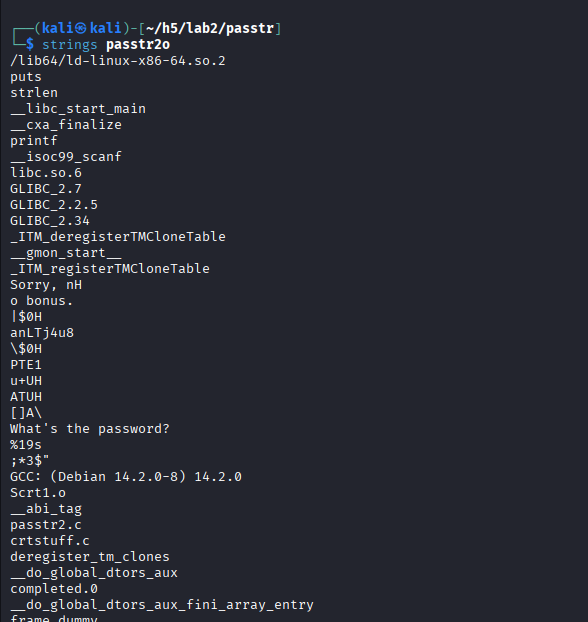 ┌──(kali㉿kali)-[~/h5/lab2/passtr]
└─$ strings passtr2o
/lib64/ld-linux-x86-64.so.2
puts
strlen
__libc_start_main
__cxa_finalize
printf
__isoc99_scanf
libc.so.6
GLIBC_2.7
GLIBC_2.2.5
GLIBC_2.34
_ITM_deregisterTMCloneTable
__gmon_start__
_ITM_registerTMCloneTable
Sorry, nH
o bonus.
|$0H
anLTj4u8
\$0H
PTE1
u+UH
ATUH
[]A\
What's the password?
%19s
;*3$"
GCC: (Debian 14.2.0-8) 14.2.0
Scrt1.o
__abi_tag
passtr2.c
crtstuff.c
deregister_tm_clones
__do_global_dtors_aux
completed.0
__do_global_dtors_aux_fini_array_entry
frame_dummy